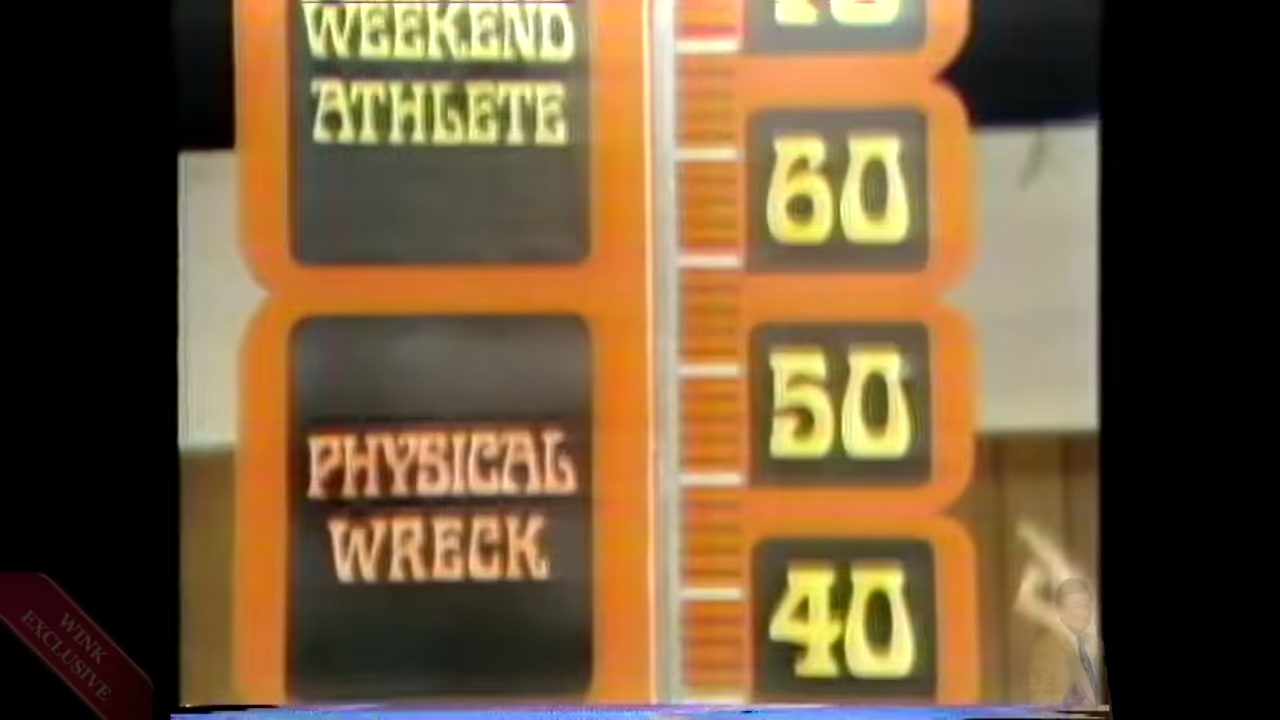 WEEKEND
ATHLETE
60
50
PHYSICAL
WRECK
40
WINK
EXCLUSIVE